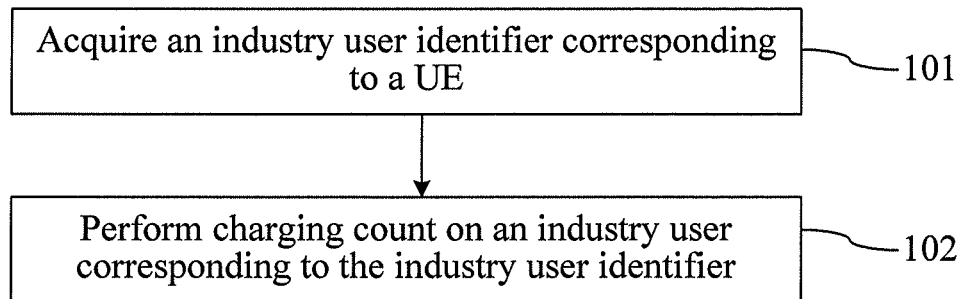 Acquire an industry user identifier corresponding
to a UE
101
Perform charging count on an industry user
corresponding to the industry user identifier
102